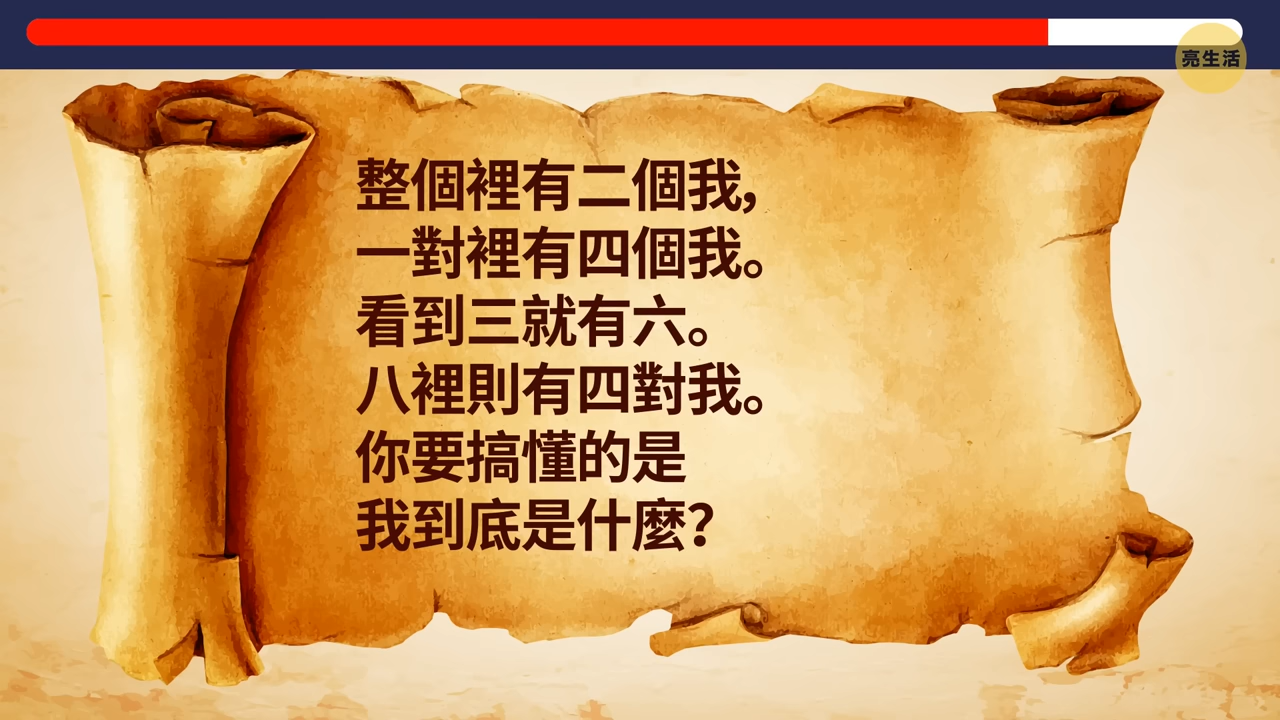 亮生活
整個裡有二個我,
一對裡有四個我。
看到三就有六。
八裡則有四對我。
你要搞懂的是
我到底是什麼?